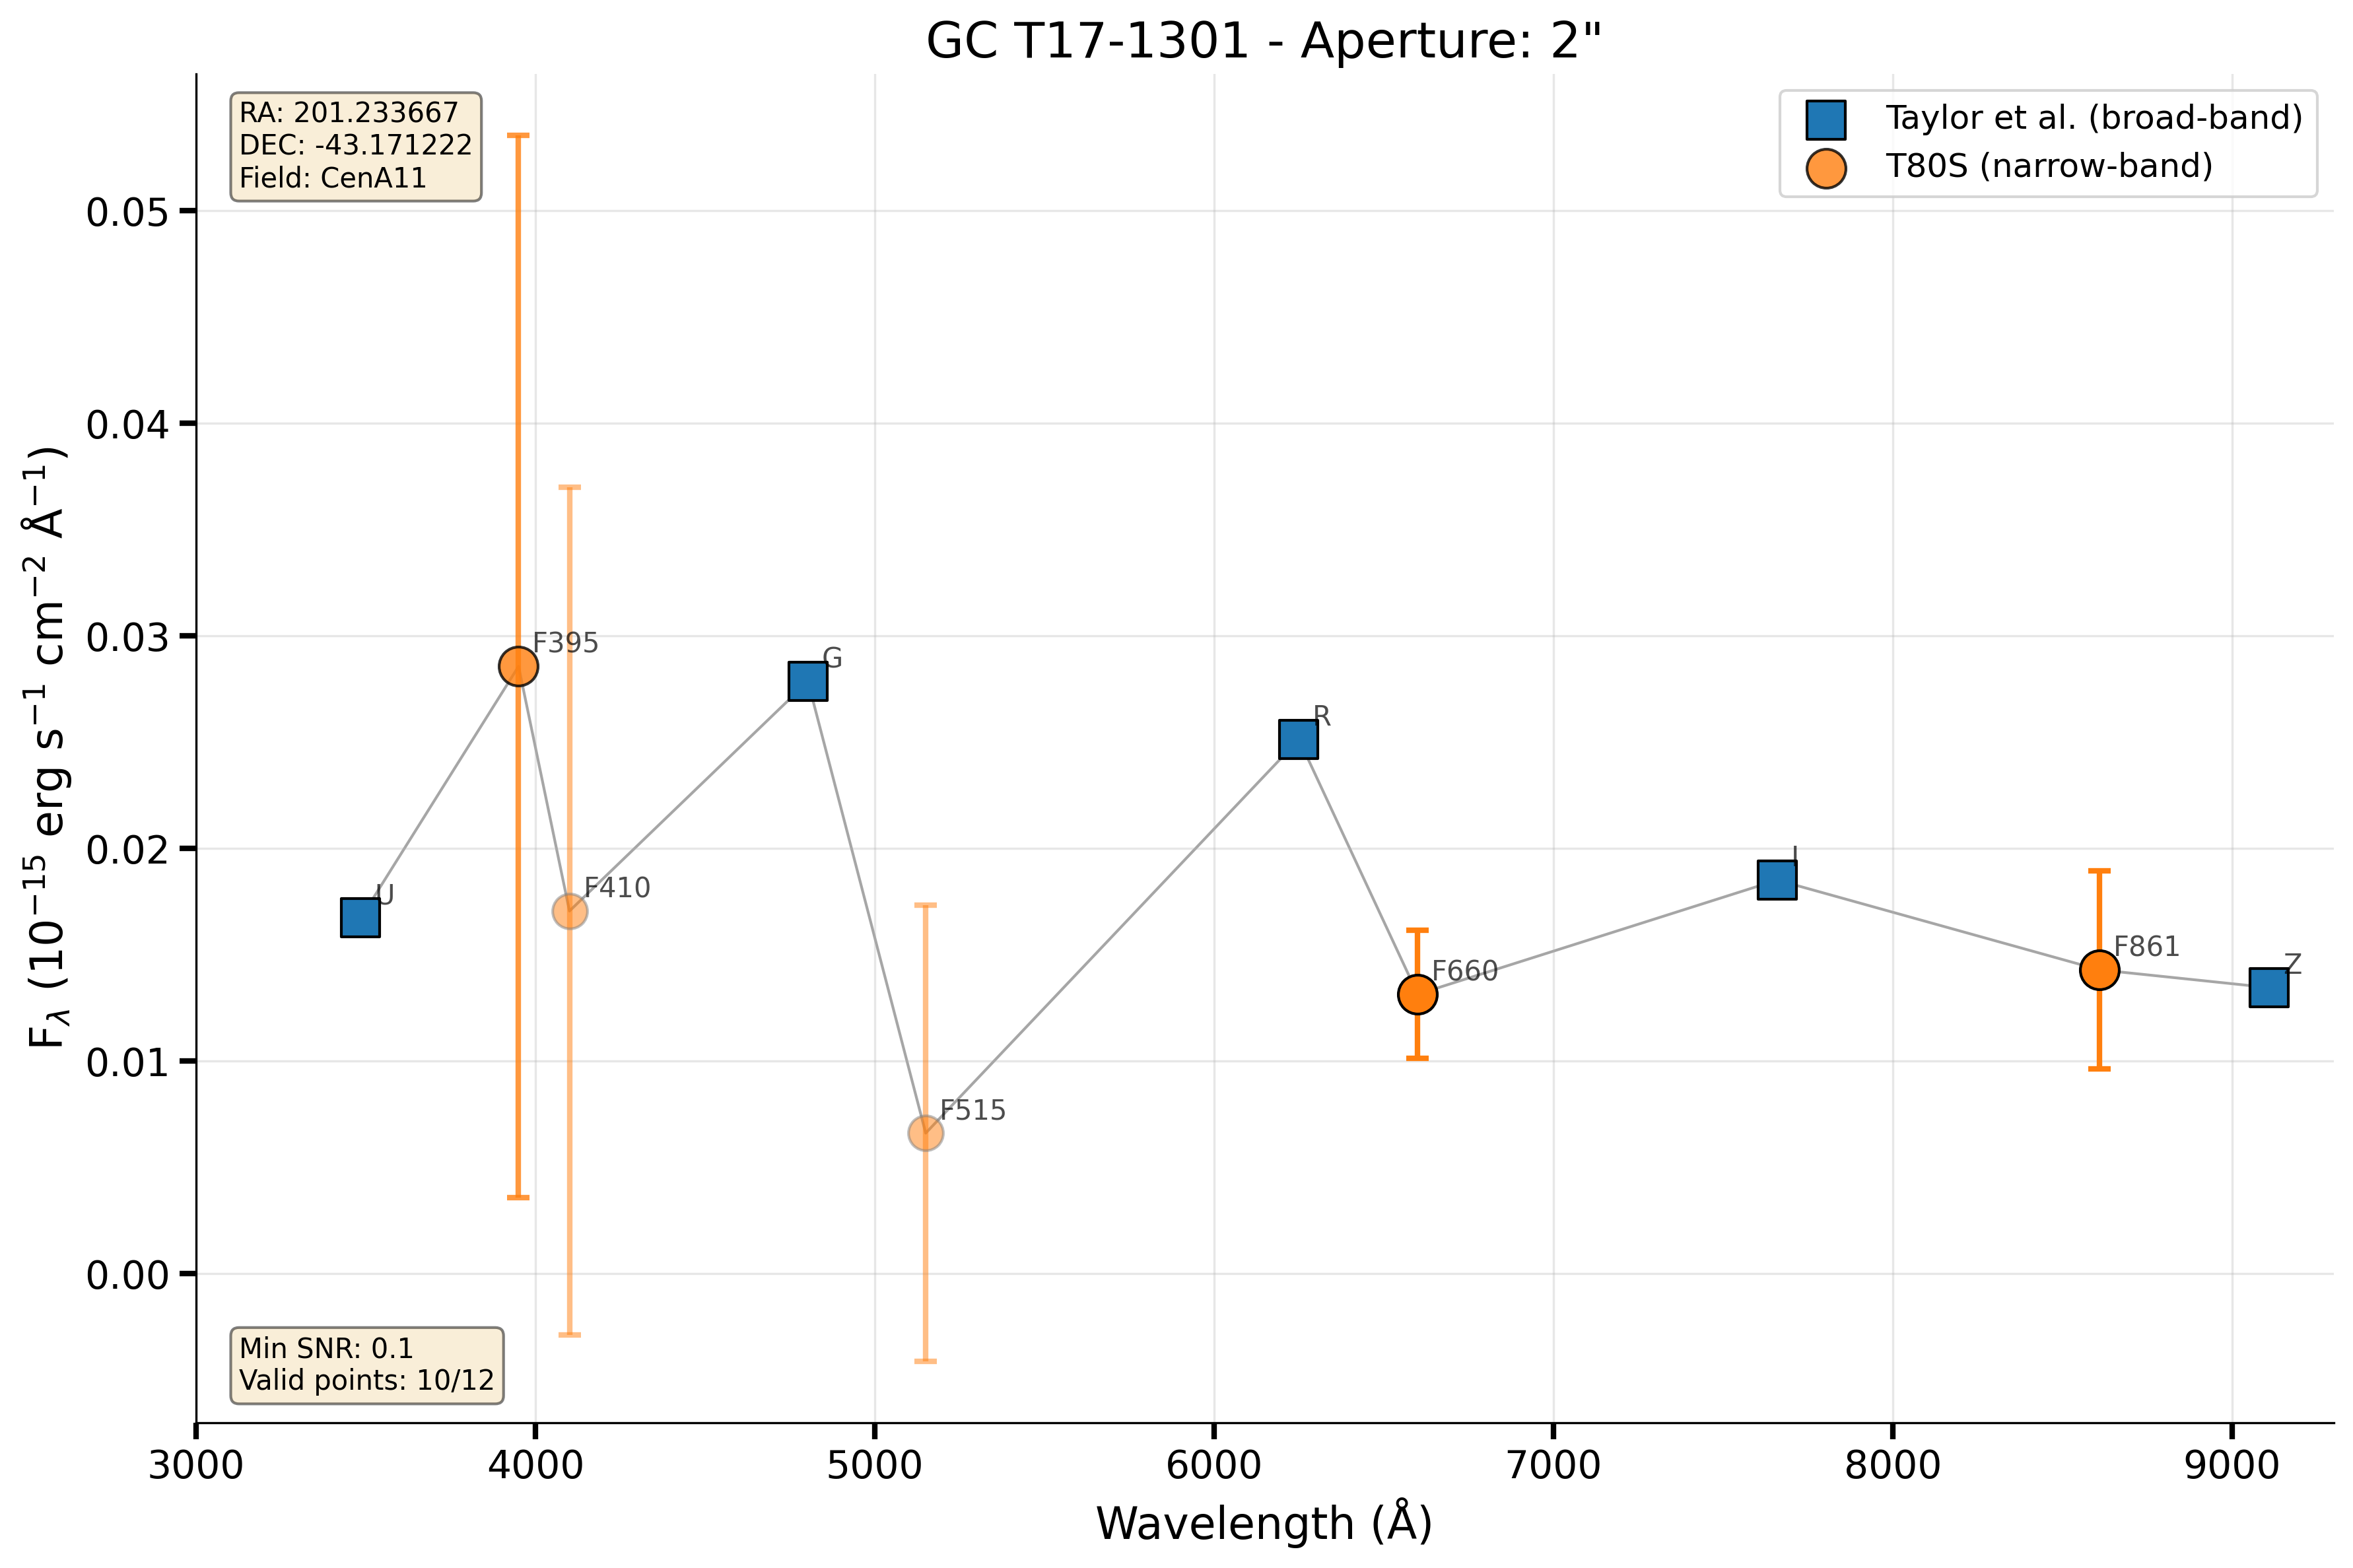 GC T17-1301 - Aperture: 2"
RA: 201.233667
DEC: -43.171222
Field: CenA11
Taylor et al. (broad-band)
T80S (narrow-band)
0.05
0.04
0.03
0.02
0.01
0.00
F_λ (10⁻¹⁵ erg s⁻¹ cm⁻² Å⁻¹)
U
F395
F410
G
F515
R
F660
I
F861
Z
Min SNR: 0.1
Valid points: 10/12
3000 4000 5000 6000 7000 8000 9000
Wavelength (Å)